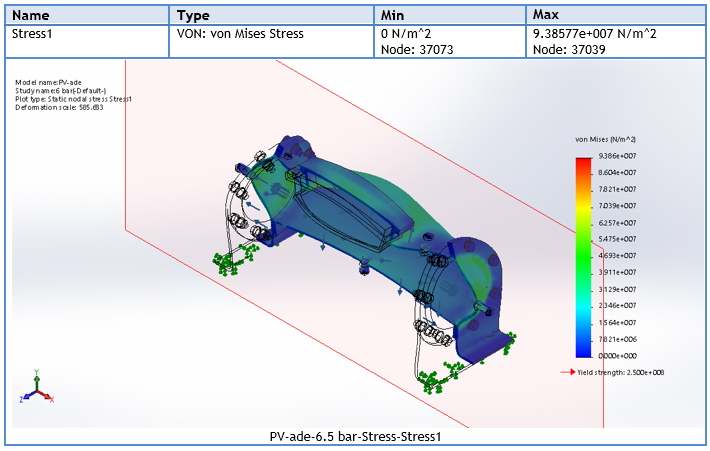 Name Type Min Max
Stress1 VON: von Mises Stress 0 N/m^2 9.38577e+007 N/m^2
Node: 37073 Node: 37039
Model name:PV-ade
Study name:6 bar(-Default-)
Plot type: Static nodal stress Stress1
Deformation scale: 585.633
von Mises (N/m^2)
9.386e+007
8.604e+007
7.821e+007
7.039e+007
6.257e+007
5.475e+007
4.693e+007
3.911e+007
3.129e+007
2.346e+007
1.564e+007
7.821e+006
0.000e+000
Yield strength: 2.500e+008
Y
Z X
PV-ade-6.5 bar-Stress-Stress1